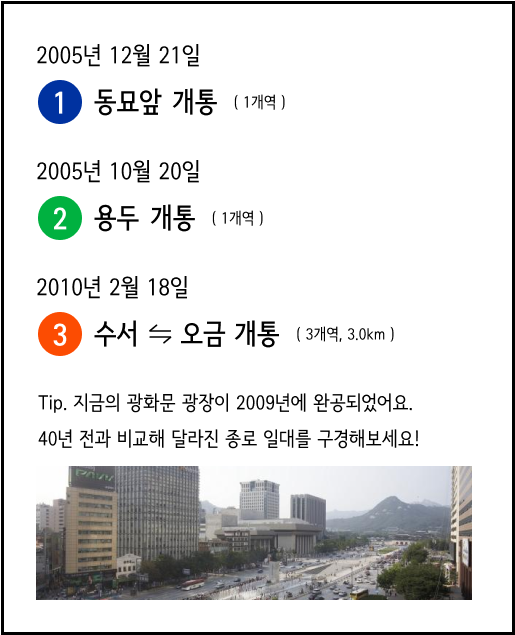 2005년 12월 21일
1 동묘앞 개통 ( 1개역 )
2005년 10월 20일
2 용두 개통 ( 1개역 )
2010년 2월 18일
3 수서 ⇋ 오금 개통 ( 3개역, 3.0km )
Tip. 지금의 광화문 광장이 2009년에 완공되었어요.
40년 전과 비교해 달라진 종로 일대를 구경해보세요!